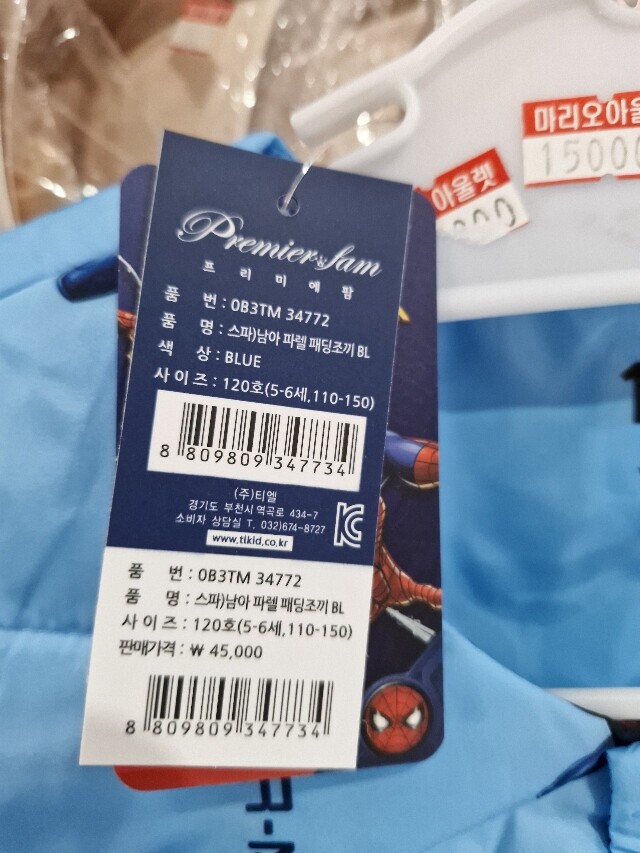 마리오아울
15000
아울렛
Premier fam
프리미에팜
품 번 : 0B3TM 34772
품 명 : 스파)남아 파렐 패딩조끼 BL
색 상 : BLUE
사 이 즈 : 120호(5-6세,110-150)
8 809809 347734
(주)티엘
경기도 부천시 역곡로 434-7
소비자 상담실 T. 032)674-8727
www.tikid.co.kr
품 번 : 0B3TM 34772
품 명 : 스파)남아 파렐 패딩조끼 BL
사 이 즈 : 120호(5-6세,110-150)
판매가격 : ₩ 45,000
8 809809 347734